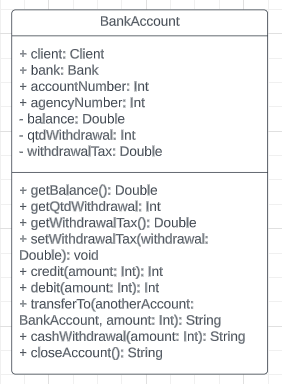 BankAccount
+ client: Client
+ bank: Bank
+ accountNumber: Int
+ agencyNumber: Int
- balance: Double
- qtdWithdrawal: Int
- withdrawalTax: Double
+ getBalance(): Double
+ getQtdWithdrawal: Int
+ getWithdrawalTax(): Double
+ setWithdrawalTax(withdrawal:
Double): void
+ credit(amount: Int): Int
+ debit(amount: Int): Int
+ transferTo(anotherAccount:
BankAccount, amount: Int): String
+ cashWithdrawal(amount: Int): String
+ closeAccount(): String